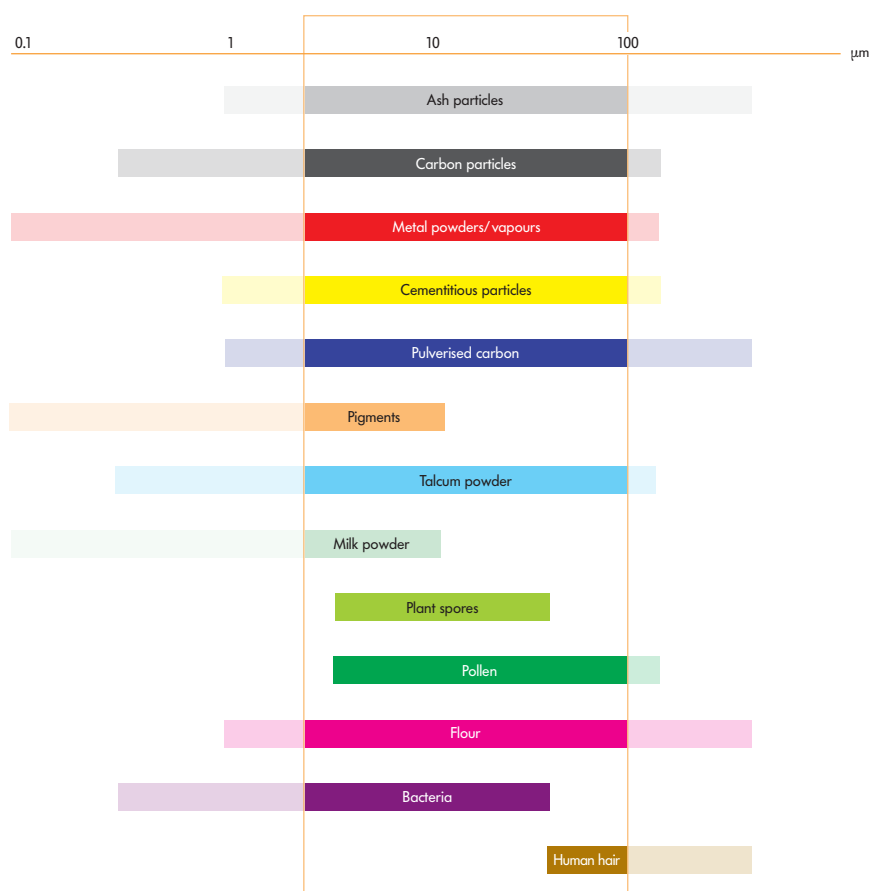 0.1 1 10 100
μm
Ash particles
Carbon particles
Metal powders/vapours
Cementitious particles
Pulverised carbon
Pigments
Talcum powder
Milk powder
Plant spores
Pollen
Flour
Bacteria
Human hair